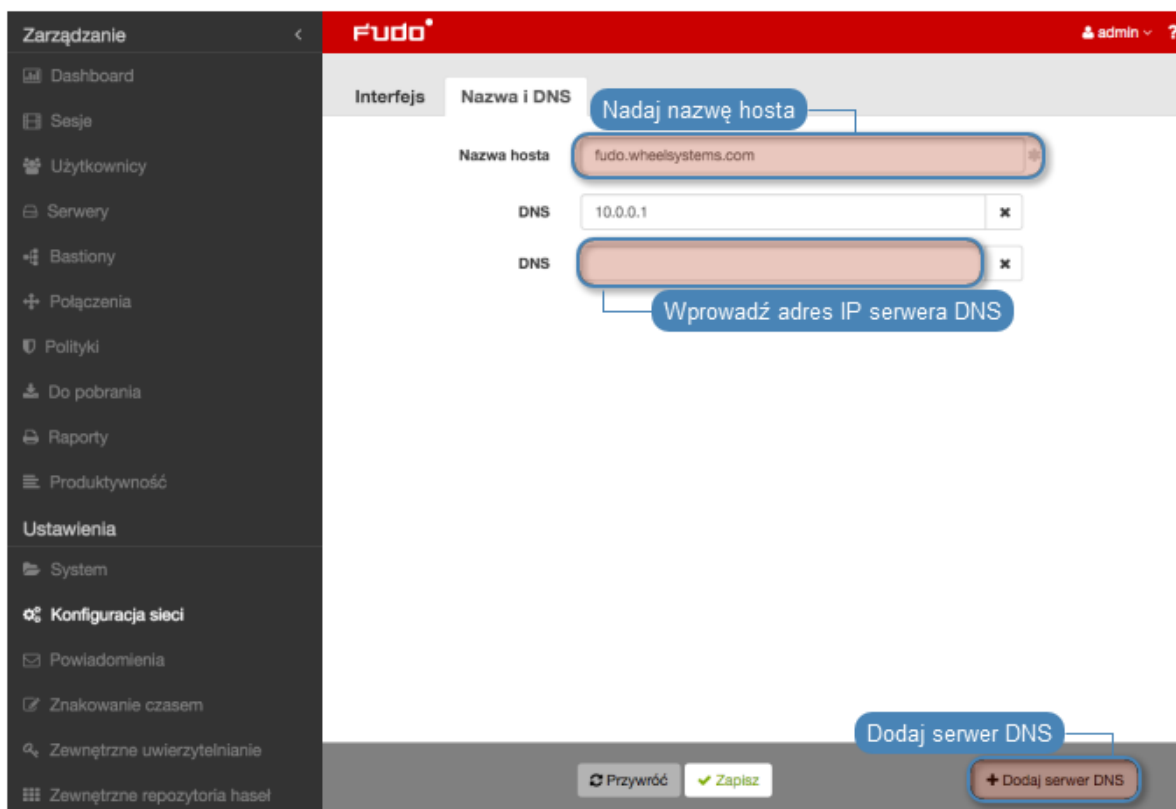 Zarządzanie
Dashboard
Sesje
Użytkownicy
Serwery
Bastiony
Połączenia
Polityki
Do pobrania
Raporty
Produktywność
Ustawienia
System
Konfiguracja sieci
Powiadomienia
Znakowanie czasem
Zewnętrzne uwierzytelnianie
Zewnętrzne repozytoria haseł
FUDO
admin
?
Interfejs
Nazwa i DNS
Nadaj nazwę hosta
Nazwa hosta
fudo.wheelsystems.com
DNS
10.0.0.1
DNS
Wprowadź adres IP serwera DNS
Dodaj serwer DNS
Przywróć
Zapisz
+ Dodaj serwer DNS